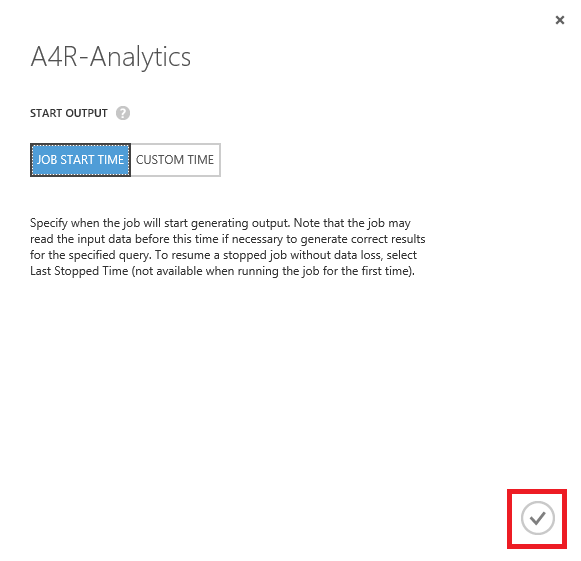 A4R-Analytics
START OUTPUT ?
JOB START TIME CUSTOM TIME
Specify when the job will start generating output. Note that the job may
read the input data before this time if necessary to generate correct results
for the specified query. To resume a stopped job without data loss, select
Last Stopped Time (not available when running the job for the first time).